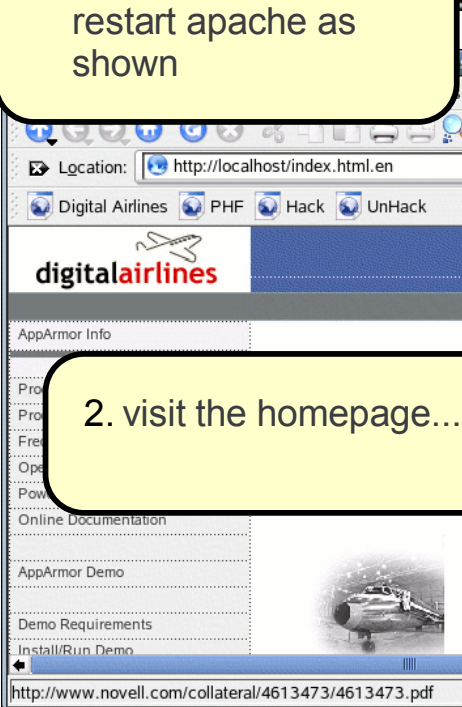 restart apache as
shown
Location: http://localhost/index.html.en
Digital Airlines PHF Hack UnHack
digitalairlines
AppArmor Info
2. visit the homepage...
Online Documentation
AppArmor Demo
Demo Requirements
Install/Run Demo
http://www.novell.com/collateral/4613473/4613473.pdf